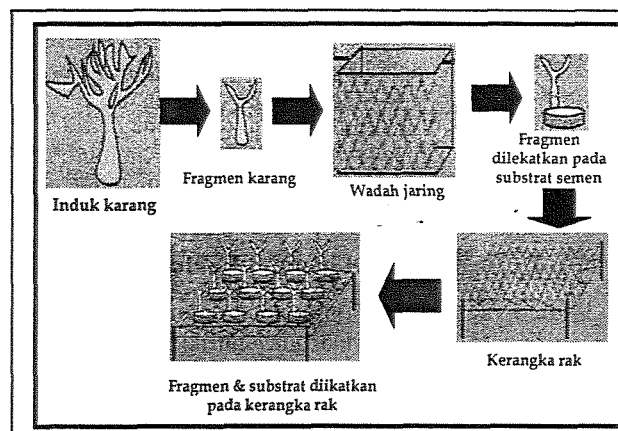 Induk karang
Fragmen karang
Wadah jaring
Fragmen
dilekatkan pada
substrat semen
Kerangka rak
Fragmen & substrat diikatkan
pada kerangka rak